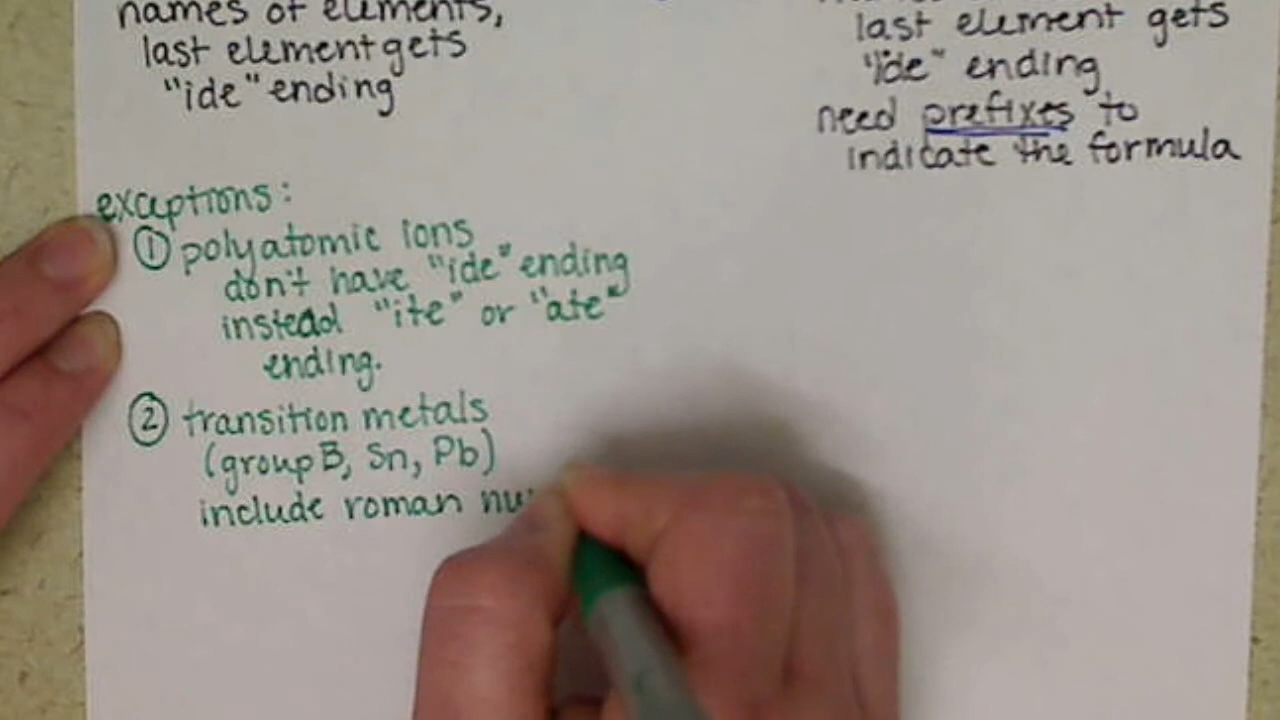 names of elements,
last element gets
"ide" ending
last element gets
"ide" ending
need prefixes to
indicate the formula
exceptions:
① polyatomic ions
don't have "ide" ending
instead "ite" or "ate"
ending.
② transition metals
(group B, Sn, Pb)
include roman nu